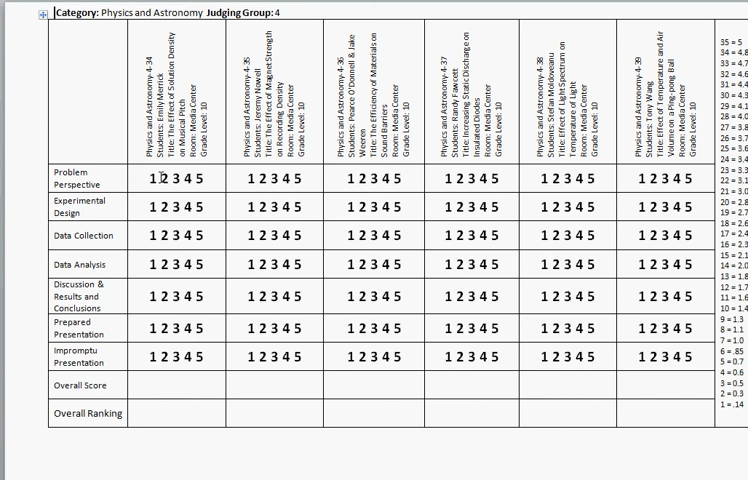 Category: Physics and Astronomy Judging Group: 4
Physics and Astronomy-4-34
Students: Emily Merrick
Title: The Effect of Solution Density
on Musical Pitch
Room: Media Center
Grade Level: 10
Physics and Astronomy-4-35
Students: Jeremy Nowell
Title: The Effect of Magnet Strength
on Recording Density
Room: Media Center
Grade Level: 10
Physics and Astronomy-4-36
Students: Pearce O'Donnell & Jake
Weeren
Title: The Efficiency of Materials on
Sound Barriers
Room: Media Center
Grade Level: 10
Physics and Astronomy-4-37
Students: Randy Fawcett
Title: Increasing Static Discharge on
Insulated Diodes
Room: Media Center
Grade Level: 10
Physics and Astronomy-4-38
Students: Stefan Moldoveanu
Title: Effect of Light Spectrum on
Temperature of Light
Room: Media Center
Grade Level: 10
Physics and Astronomy-4-39
Students: Tony Wang
Title: Effect of Temperature and Air
Volume on a Ping-pong Ball
Room: Media Center
Grade Level: 10
Problem
Perspective
1 2 3 4 5 1 2 3 4 5 1 2 3 4 5 1 2 3 4 5 1 2 3 4 5 1 2 3 4 5
Experimental
Design
1 2 3 4 5 1 2 3 4 5 1 2 3 4 5 1 2 3 4 5 1 2 3 4 5 1 2 3 4 5
Data Collection 1 2 3 4 5 1 2 3 4 5 1 2 3 4 5 1 2 3 4 5 1 2 3 4 5 1 2 3 4 5
Data Analysis 1 2 3 4 5 1 2 3 4 5 1 2 3 4 5 1 2 3 4 5 1 2 3 4 5 1 2 3 4 5
Discussion &
Results and
Conclusions
1 2 3 4 5 1 2 3 4 5 1 2 3 4 5 1 2 3 4 5 1 2 3 4 5 1 2 3 4 5
Prepared
Presentation
1 2 3 4 5 1 2 3 4 5 1 2 3 4 5 1 2 3 4 5 1 2 3 4 5 1 2 3 4 5
Impromptu
Presentation
1 2 3 4 5 1 2 3 4 5 1 2 3 4 5 1 2 3 4 5 1 2 3 4 5 1 2 3 4 5
Overall Score
Overall Ranking
35 = 5
34 = 4.8
33 = 4.7
32 = 4.6
31 = 4.4
30 = 4.3
29 = 4.1
28 = 4.0
27 = 3.8
26 = 3.7
25 = 3.6
24 = 3.4
23 = 3.3
22 = 3.1
21 = 3.0
20 = 2.8
19 = 2.7
18 = 2.6
17 = 2.4
16 = 2.3
15 = 2.1
14 = 2.0
13 = 1.8
12 = 1.7
11 = 1.6
10 = 1.4
9 = 1.3
8 = 1.1
7 = 1.0
6 = .85
5 = 0.7
4 = 0.6
3 = 0.5
2 = 0.3
1 = .14